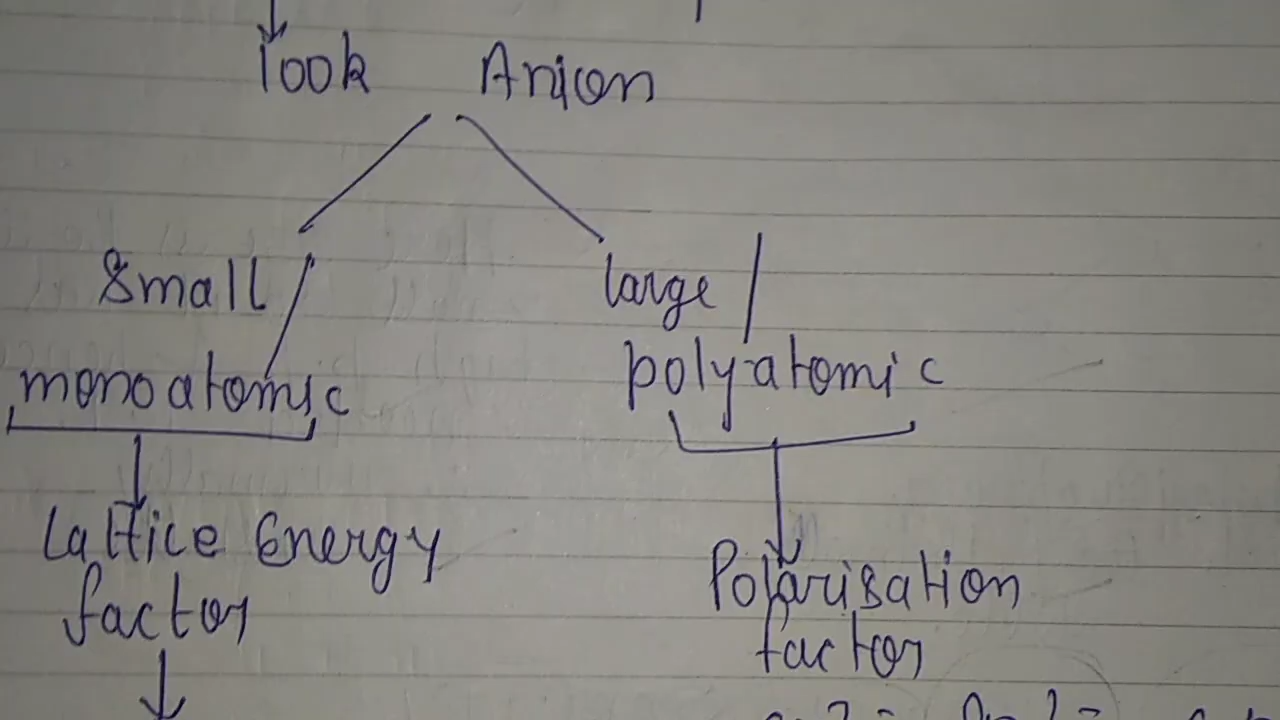 look Anion
Small /
monoatomic
large /
polyatomic
Lattice Energy
factor
Polarisation
factor